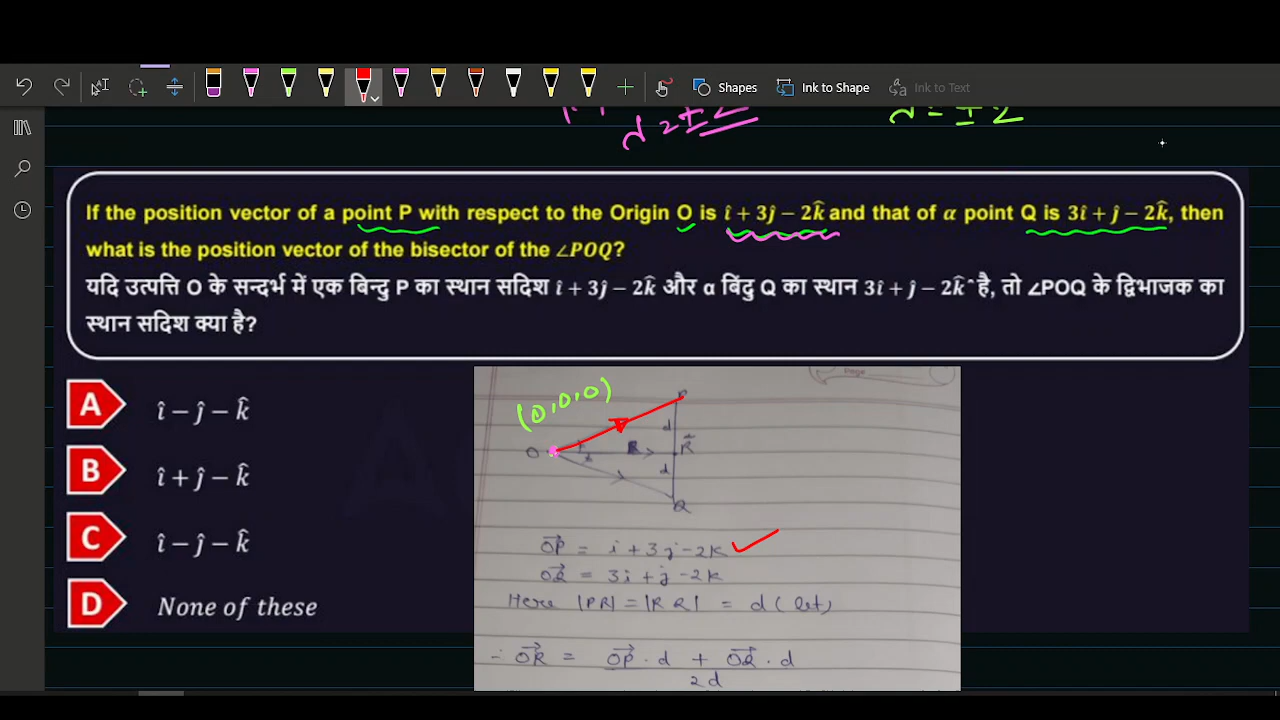 Shapes Ink to Shape Ink to Text
d = ± 2
d = ± 2
If the position vector of a point P with respect to the Origin O is î + 3ĵ − 2k̂ and that of α point Q is 3î + ĵ − 2k̂, then
what is the position vector of the bisector of the ∠POQ?
यदि उत्पत्ति O के सन्दर्भ में एक बिन्दु P का स्थान सदिश î + 3ĵ − 2k̂ और α बिंदु Q का स्थान 3î + ĵ − 2k̂ ^ है, तो ∠POQ के द्विभाजक का
स्थान सदिश क्या है?
A î − ĵ − k̂
B î + ĵ − k̂
C î − ĵ − k̂
D None of these
Page
(0,0,0)
P
d
O R R⃗
d
Q
OP⃗ = i + 3j − 2k
OQ⃗ = 3i + j − 2k
Here |PR| = |RQ| = d (let)
∴ OR⃗ = OP⃗ · d + OQ⃗ · d
2d